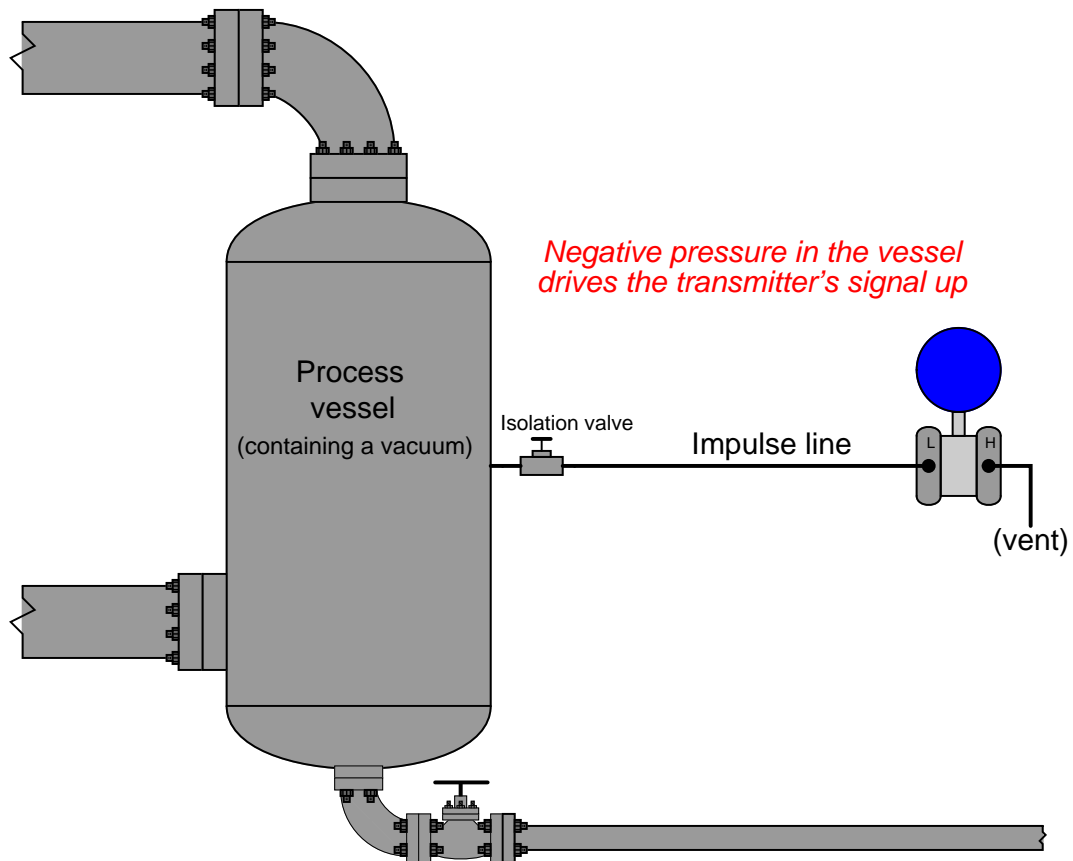 Negative pressure in the vessel
drives the transmitter's signal up
Process
vessel
(containing a vacuum)
Isolation valve
Impulse line
L
H
(vent)